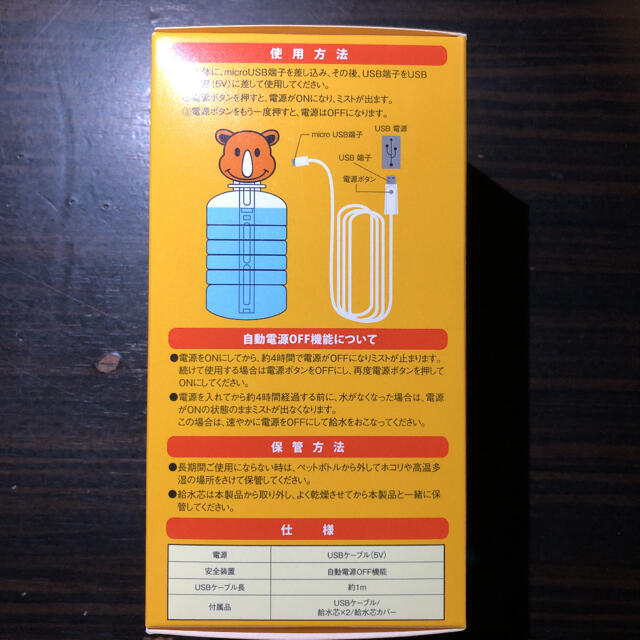 使用方法
体に、microUSB端子を差し込み、その後、USB端子をUSB
(5V)に差して使用してください。
電源ボタンを押すと、電源がONになり、ミストが出ます。
③電源ボタンをもう一度押すと、電源はOFFになります。
USB 電源
micro USB端子
USB 端子
電源ボタン
自動電源OFF機能について
●電源をONにしてから、約4時間で電源がOFFになりミストが止まります。
続けて使用する場合は電源ボタンをOFFにし、再度電源ボタンを押して
ONにしてください。
●電源を入れてから約4時間経過する前に、水がなくなった場合は、電源
がONの状態のままミストが出なくなります。
この場合は、速やかに電源をOFFにして給水をおこなってください。
保管方法
●長期間ご使用にならない時は、ペットボトルから外してホコリや高温多
湿の場所をさけて保管してください。
●給水芯は本製品から取り外し、よく乾燥させてから本製品と一緒に保
管してください。
仕様
電源 USBケーブル(5V)
安全装置 自動電源OFF機能
USBケーブル長 約1m
付属品 USBケーブル/
給水芯×2/給水芯カバー